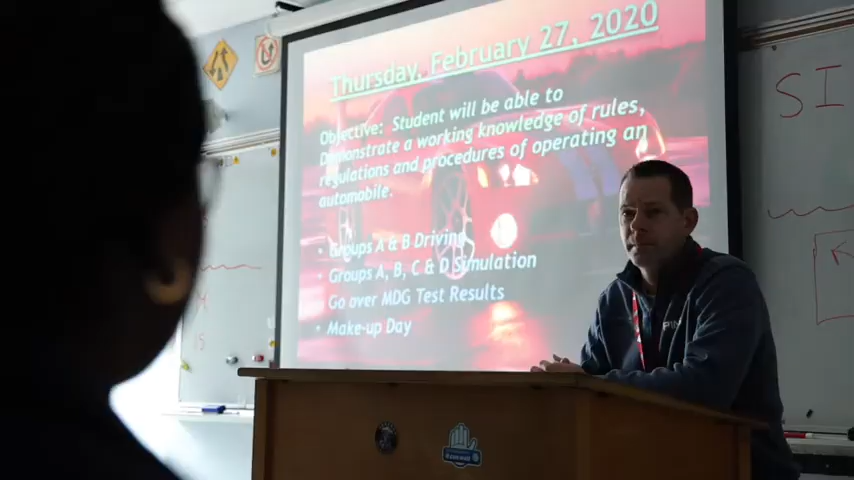 Thursday, February 27, 2020
Objective: Student will be able to
Demonstrate a working knowledge of rules,
regulations and procedures of operating an
automobile.
• Groups A & B Driving
• Groups A, B, C & D Simulation
Go over MDG Test Results
• Make-up Day
SI